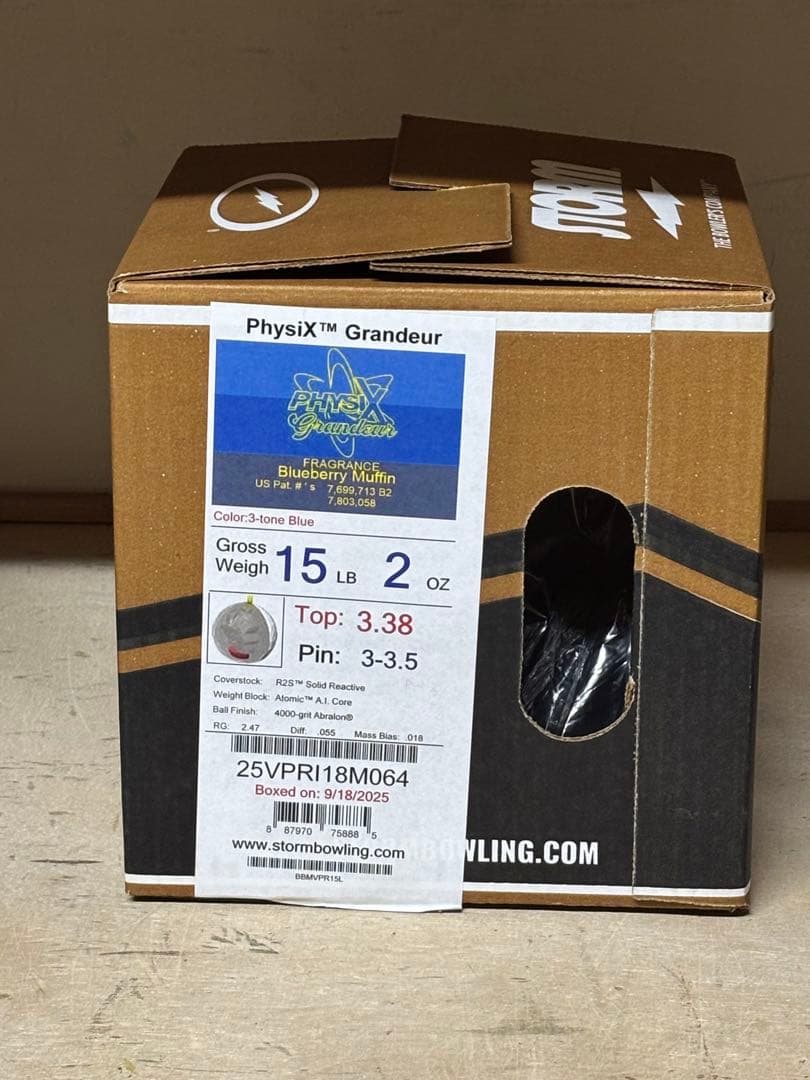 STORM
THE BOWLER'S COMPANY
PhysiX™ Grandeur
PHYSIX
Grandeur
FRAGRANCE
Blueberry Muffin
US Pat. #'s 7,699,713 B2
7,803,058
Color:3-tone Blue
Gross
Weigh 15 LB 2 OZ
Top: 3.38
Pin: 3-3.5
Coverstock: R2S™ Solid Reactive
Weight Block: Atomic™ A.I. Core
Ball Finish: 4000-grit Abralon®
RG: 2.47 Diff: .055 Mass Bias: .018
25VPRI18M064
Boxed on: 9/18/2025
8 87970 75888 5
www.stormbowling.com
BBMVPR15L
RMBOWLING.COM